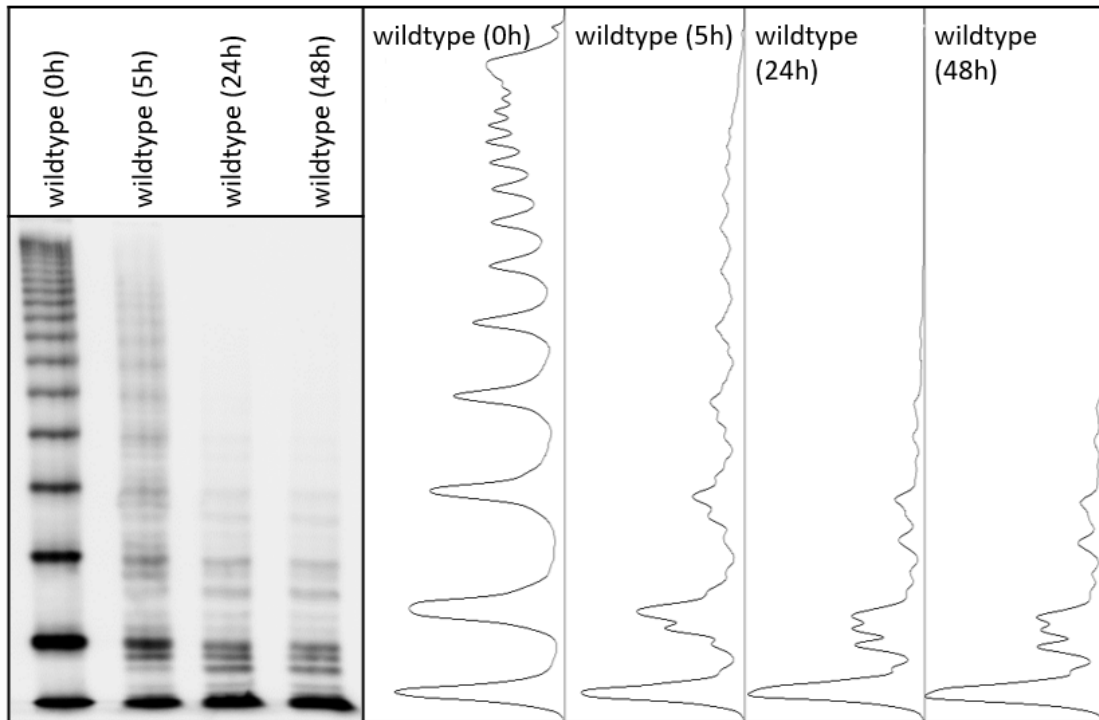 wildtype (0h)
wildtype (5h)
wildtype (24h)
wildtype (48h)
wildtype (0h)
wildtype (5h)
wildtype
(24h)
wildtype
(48h)